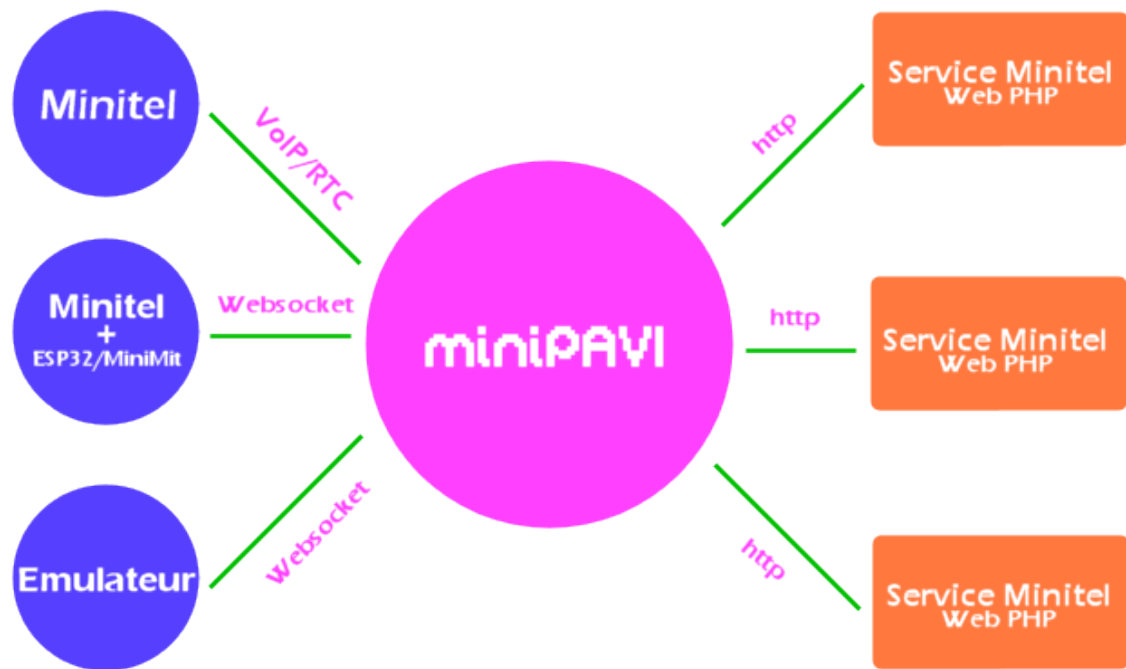 Minitel
VoIP/RTC
Minitel
+
ESP32/MiniMit
Websocket
Emulateur
Websocket
miniPAVI
http
Service Minitel
Web PHP
http
Service Minitel
Web PHP
http
Service Minitel
Web PHP